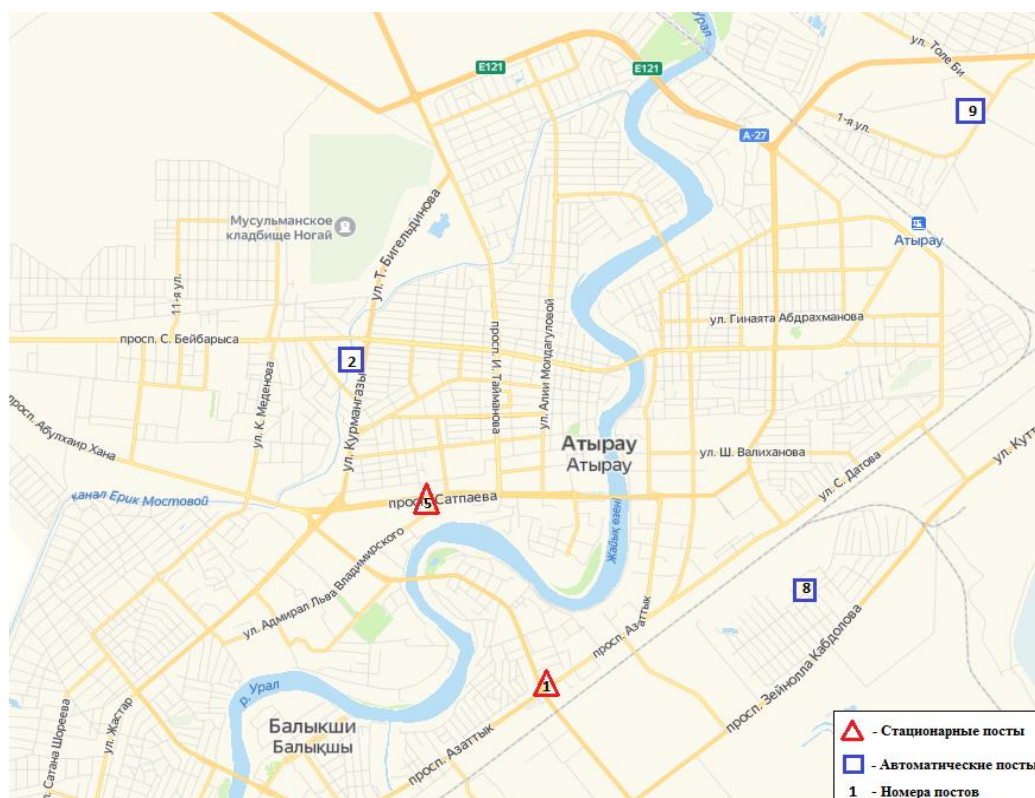 Урал
ул. Толе Би
E121
E121
9
1-я ул.
A-27
Атырау
Мусульманское
кладбище Ногай
ул. Т. Бигельдинова
11-я ул.
просп. С. Бейбарыса
ул. Гинаята Абдрахманова
2
просп. И. Тайманова
ул. Алии Молдагуловой
ул. К. Меденова
ул. Курмангазы
просп. Абулхаир Хана
Атырау
Атырау
ул. Ш. Валиханова
ул. С. Датова
канал Ерик Мостовой
просп. Сатпаева
5
Жайық өзені
ул. Адмирал Льва Владимирского
8
просп. Азаттык
просп. Зейнолла Кабдолова
1
р. Урал
Балыкши
Балықшы
просп. Азаттык
ул. Сатана Шореева
ул. Жастар
- Стационарные посты
- Автоматические посты
1 - Номера постов